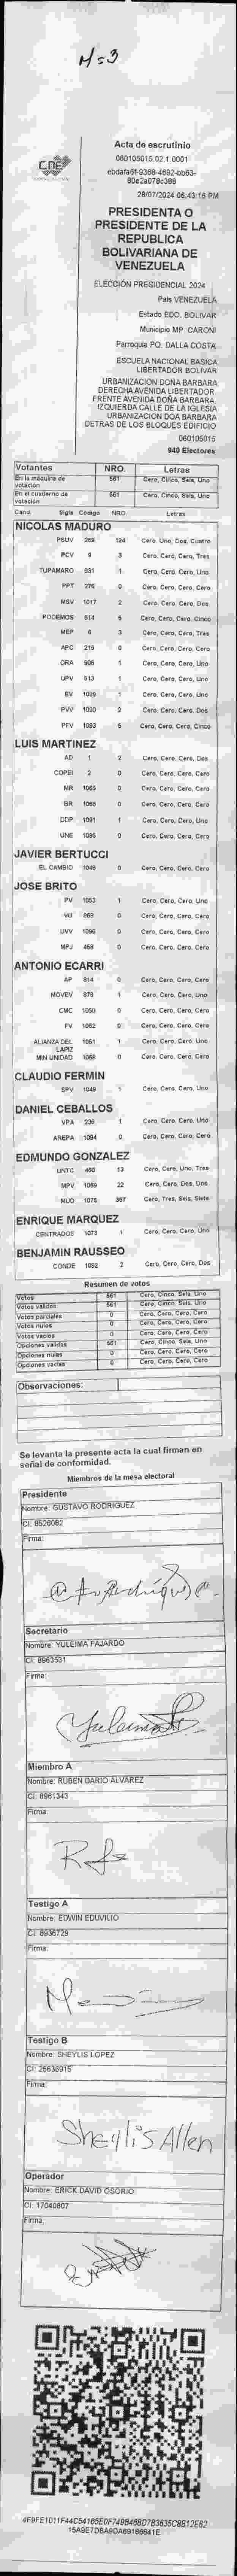 M=3
CNE
Acta de escrutinio
060105015.02.1.0001
28/07/2024 06:43:16 PM
PRESIDENTA O
PRESIDENTE DE LA
REPUBLICA
BOLIVARIANA DE
VENEZUELA
ELECCIÓN PRESIDENCIAL 2024
País VENEZUELA
Estado EDO. BOLIVAR
Municipio MP. CARONI
Parroquia PQ. DALLA COSTA
ESCUELA NACIONAL BASICA
LIBERTADOR BOLIVAR
URBANIZACION DOÑA BARBARA
DERECHA AVENIDA LIBERTADOR.
FRENTE AVENIDA DOÑA BARBARA.
IZQUIERDA CALLE DE LA IGLESIA
URBANIZACION DOA BARBARA
DETRAS DE LOS BLOQUES EDIFICIO
060105015
940 Electores
Votantes NRO. Letras
En la máquina de votación 561 Cero, Cinco, Seis, Uno
En el cuaderno de votación 561 Cero, Cinco, Seis, Uno
Cand. Sigla Código NRO. Letras
NICOLAS MADURO
PSUV 269 124 Cero, Uno, Dos, Cuatro
PCV 9 3 Cero, Cero, Cero, Tres
TUPAMARO 931 1 Cero, Cero, Cero, Uno
PPT 276 0 Cero, Cero, Cero, Cero
MSV 1017 2 Cero, Cero, Cero, Dos
PODEMOS 514 5 Cero, Cero, Cero, Cinco
MEP 6 3 Cero, Cero, Cero, Tres
APC 219 0 Cero, Cero, Cero, Cero
ORA 906 1 Cero, Cero, Cero, Uno
UPV 613 1 Cero, Cero, Cero, Uno
EV 1099 1 Cero, Cero, Cero, Uno
PVV 1090 2 Cero, Cero, Cero, Dos
PFV 1093 5 Cero, Cero, Cero, Cinco
LUIS MARTINEZ
AD 1 2 Cero, Cero, Cero, Dos
COPEI 2 0 Cero, Cero, Cero, Cero
MR 1065 0 Cero, Cero, Cero, Cero
BR 1066 0 Cero, Cero, Cero, Cero
DDP 1091 1 Cero, Cero, Cero, Uno
UNE 1096 0 Cero, Cero, Cero, Cero
JAVIER BERTUCCI
EL CAMBIO 1048 0 Cero, Cero, Cero, Cero
JOSE BRITO
PV 1053 1 Cero, Cero, Cero, Uno
VU 868 0 Cero, Cero, Cero, Cero
UVV 1096 0 Cero, Cero, Cero, Cero
MPJ 468 0 Cero, Cero, Cero, Cero
ANTONIO ECARRI
AP 814 0 Cero, Cero, Cero, Cero
MOVEV 878 1 Cero, Cero, Cero, Uno
CMC 1050 0 Cero, Cero, Cero, Cero
FV 1062 0 Cero, Cero, Cero, Cero
ALIANZA DEL LAPIZ 1051 1 Cero, Cero, Cero, Uno
MIN UNIDAD 1068 0 Cero, Cero, Cero, Cero
CLAUDIO FERMIN
SPV 1049 1 Cero, Cero, Cero, Uno
DANIEL CEBALLOS
VPA 236 1 Cero, Cero, Cero, Uno
AREPA 1094 0 Cero, Cero, Cero, Cero
EDMUNDO GONZALEZ
UNTC 460 13 Cero, Cero, Uno, Tres
MPV 1069 22 Cero, Cero, Dos, Dos
MUD 1075 367 Cero, Tres, Seis, Siete
ENRIQUE MARQUEZ
CENTRADOS 1073 1 Cero, Cero, Cero, Uno
BENJAMIN RAUSSEO
CONDE 1092 2 Cero, Cero, Cero, Dos
Resumen de votos
Votos 561 Cero, Cinco, Seis, Uno
Votos válidos 561 Cero, Cinco, Seis, Uno
Votos parciales 0 Cero, Cero, Cero, Cero
Votos nulos 0 Cero, Cero, Cero, Cero
Votos vacíos 0 Cero, Cero, Cero, Cero
Opciones válidas 561 Cero, Cinco, Seis, Uno
Opciones nulas 0 Cero, Cero, Cero, Cero
Opciones vacías 0 Cero, Cero, Cero, Cero
Observaciones:
Se levanta la presente acta la cual firman en
señal de conformidad.
Miembros de la mesa electoral
Presidente
Nombre: GUSTAVO RODRIGUEZ
CI: 8526082
Firma:
Secretario
Nombre: YULEIMA FAJARDO
CI: 8963531
Firma:
Yuleima
Miembro A
Nombre: RUBEN DARIO ALVAREZ
CI: 8961343
Firma:
Testigo A
Nombre: EDWIN EDUVILIO
CI: 8936729
Firma:
Testigo B
Nombre: SHEYLIS LOPEZ
CI: 25638915
Firma:
Sheylis Allen
Operador
Nombre: ERICK DAVID OSORIO
CI: 17040807
Firma: